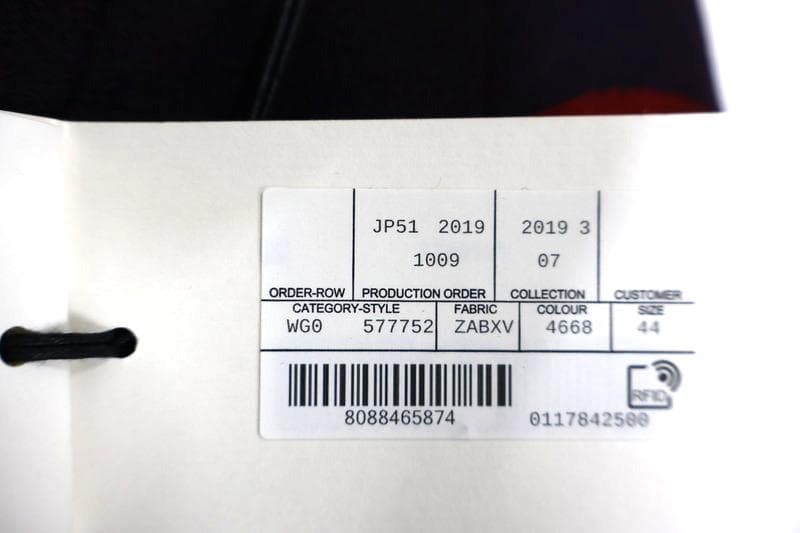 JP51 2019
2019 3
1009
07
ORDER-ROW PRODUCTION ORDER COLLECTION CUSTOMER
CATEGORY-STYLE FABRIC COLOUR SIZE
WG0 577752 ZABXV 4668 44
RFID
8088465874 0117842500